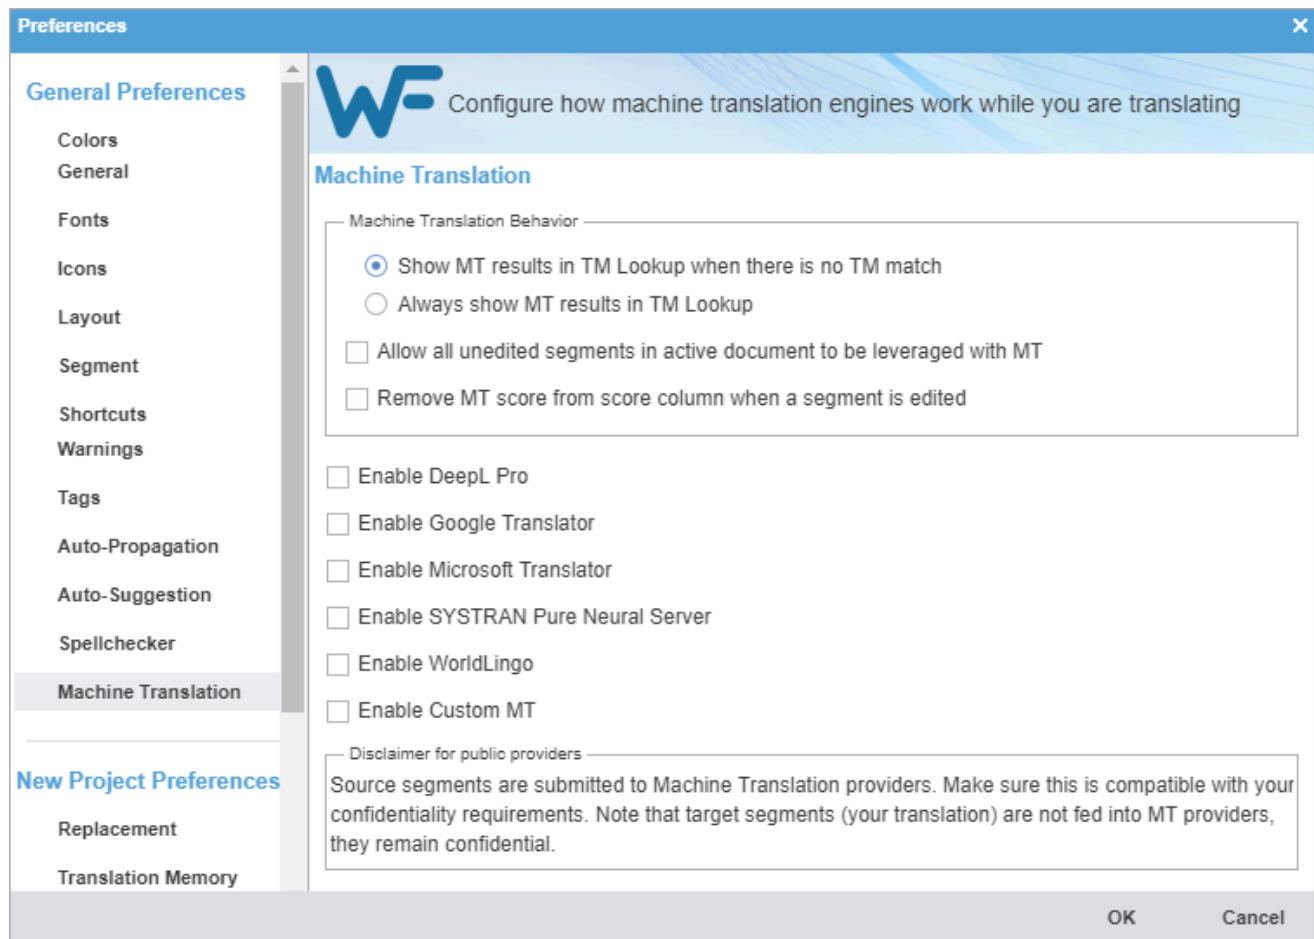 Preferences
General Preferences
Colors
General
Fonts
Icons
Layout
Segment
Shortcuts
Warnings
Tags
Auto-Propagation
Auto-Suggestion
Spellchecker
Machine Translation
New Project Preferences
Replacement
Translation Memory
WF
Configure how machine translation engines work while you are translating
Machine Translation
Machine Translation Behavior
Show MT results in TM Lookup when there is no TM match
Always show MT results in TM Lookup
Allow all unedited segments in active document to be leveraged with MT
Remove MT score from score column when a segment is edited
Enable DeepL Pro
Enable Google Translator
Enable Microsoft Translator
Enable SYSTRAN Pure Neural Server
Enable WorldLingo
Enable Custom MT
Disclaimer for public providers
Source segments are submitted to Machine Translation providers. Make sure this is compatible with your
confidentiality requirements. Note that target segments (your translation) are not fed into MT providers,
they remain confidential.
OK
Cancel